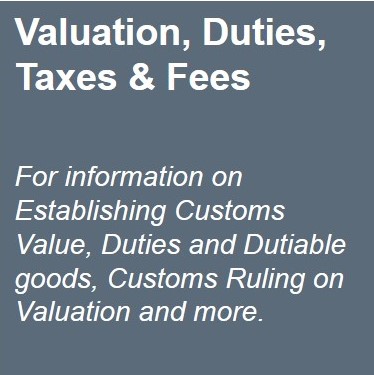 Valuation, Duties,
Taxes & Fees
For information on
Establishing Customs
Value, Duties and Dutiable
goods, Customs Ruling on
Valuation and more.